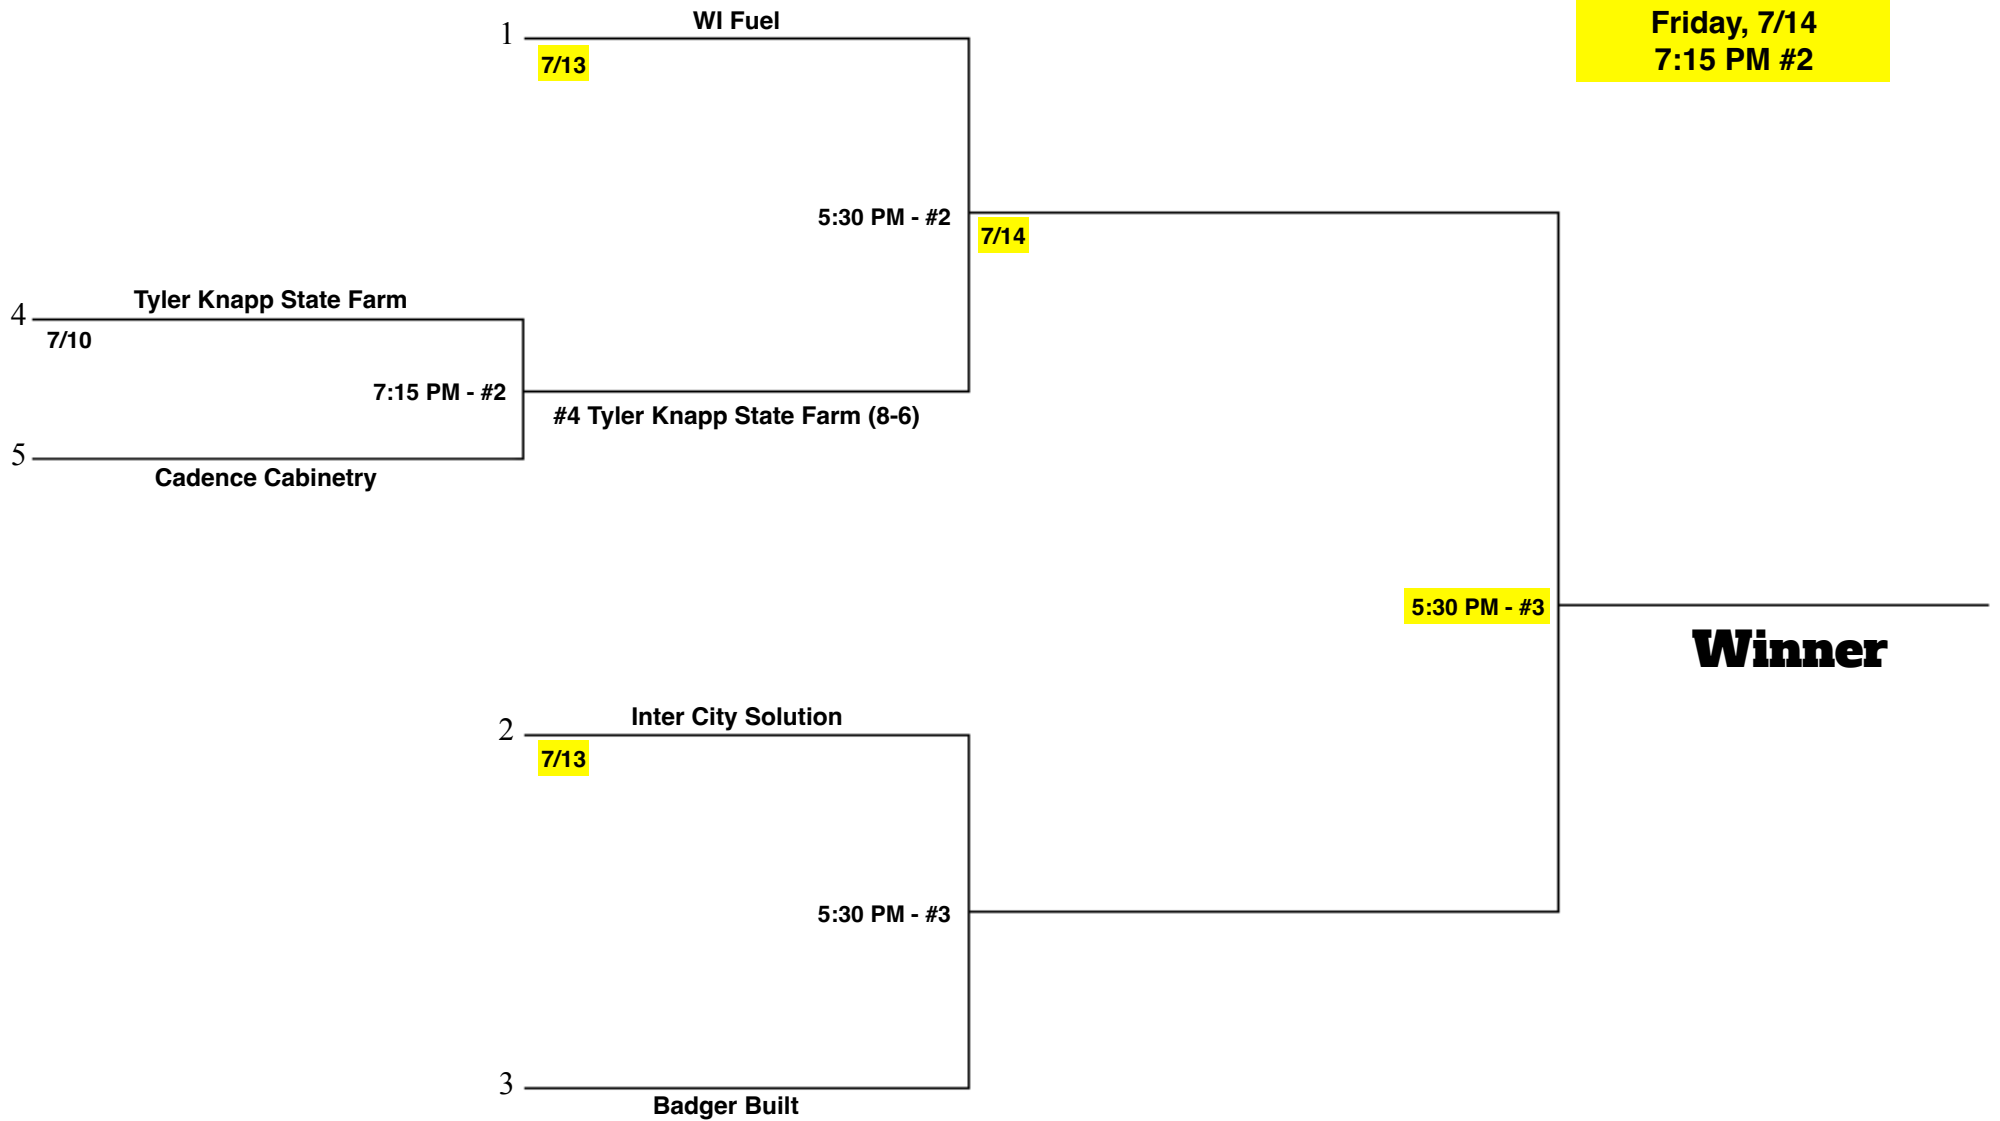 WI Fuel
Friday, 7/14
7:15 PM #2
1
7/13
5:30 PM - #2
7/14
Tyler Knapp State Farm
4
7/10
7:15 PM - #2
#4 Tyler Knapp State Farm (8-6)
5
Cadence Cabinetry
5:30 PM - #3
Winner
Inter City Solution
2
7/13
5:30 PM - #3
3
Badger Built